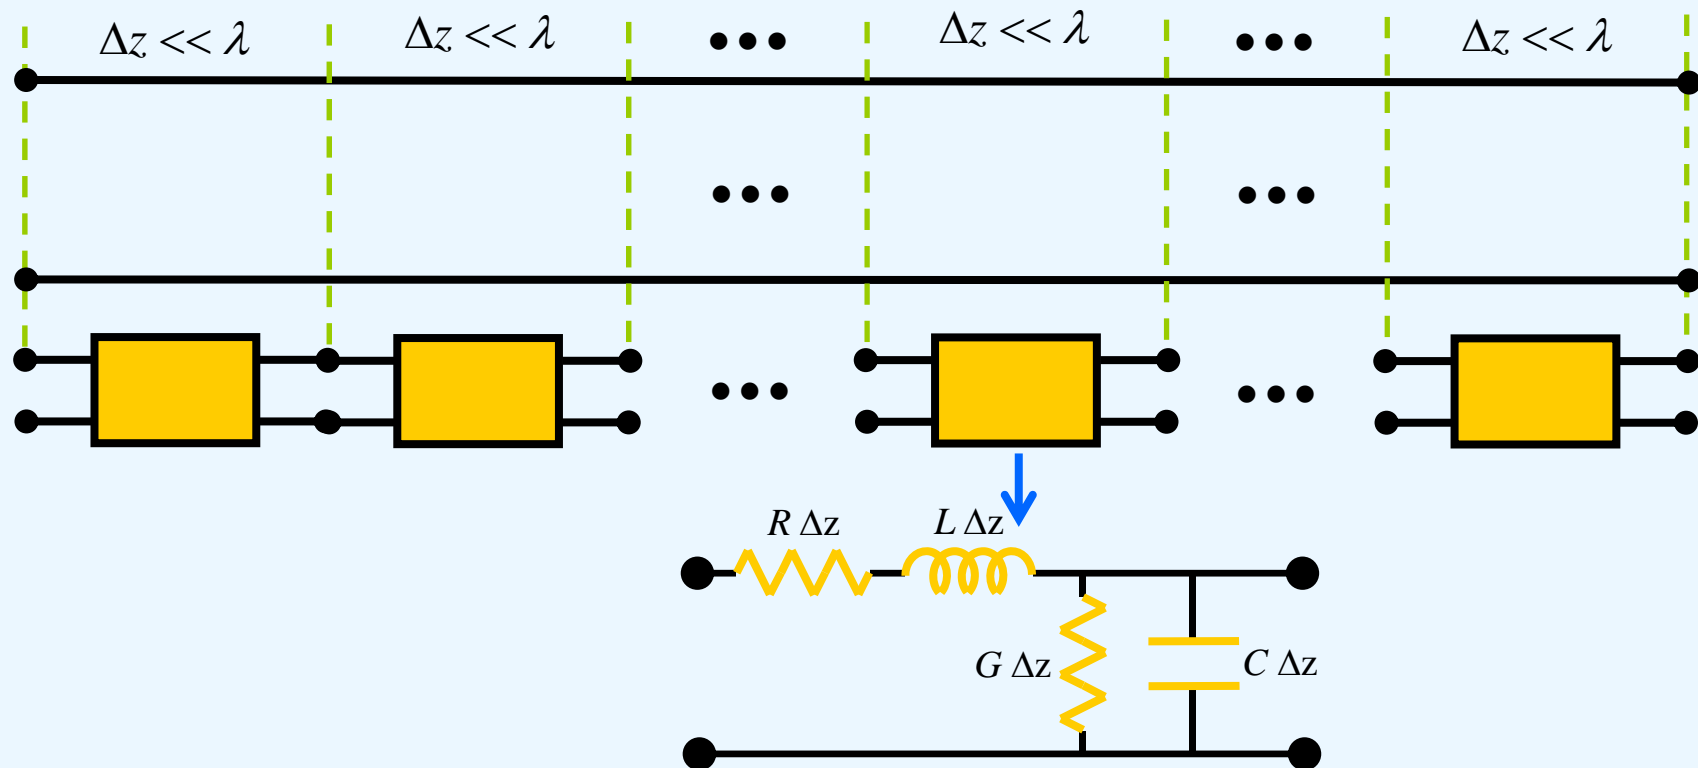 Δz << λ Δz << λ ••• Δz << λ ••• Δz << λ
••• •••
••• •••
R Δz L Δz
G Δz C Δz